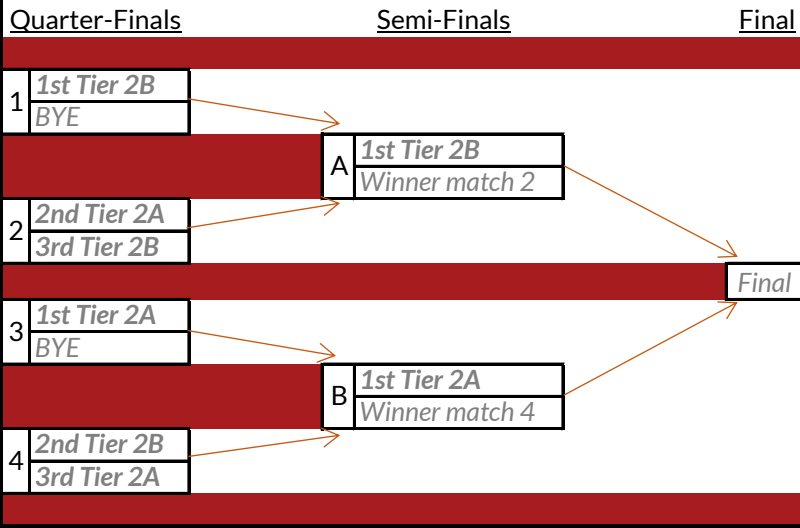 Quarter-Finals
Semi-Finals
Final
1
1st Tier 2B
BYE
A
1st Tier 2B
Winner match 2
2
2nd Tier 2A
3rd Tier 2B
Final
3
1st Tier 2A
BYE
B
1st Tier 2A
Winner match 4
4
2nd Tier 2B
3rd Tier 2A